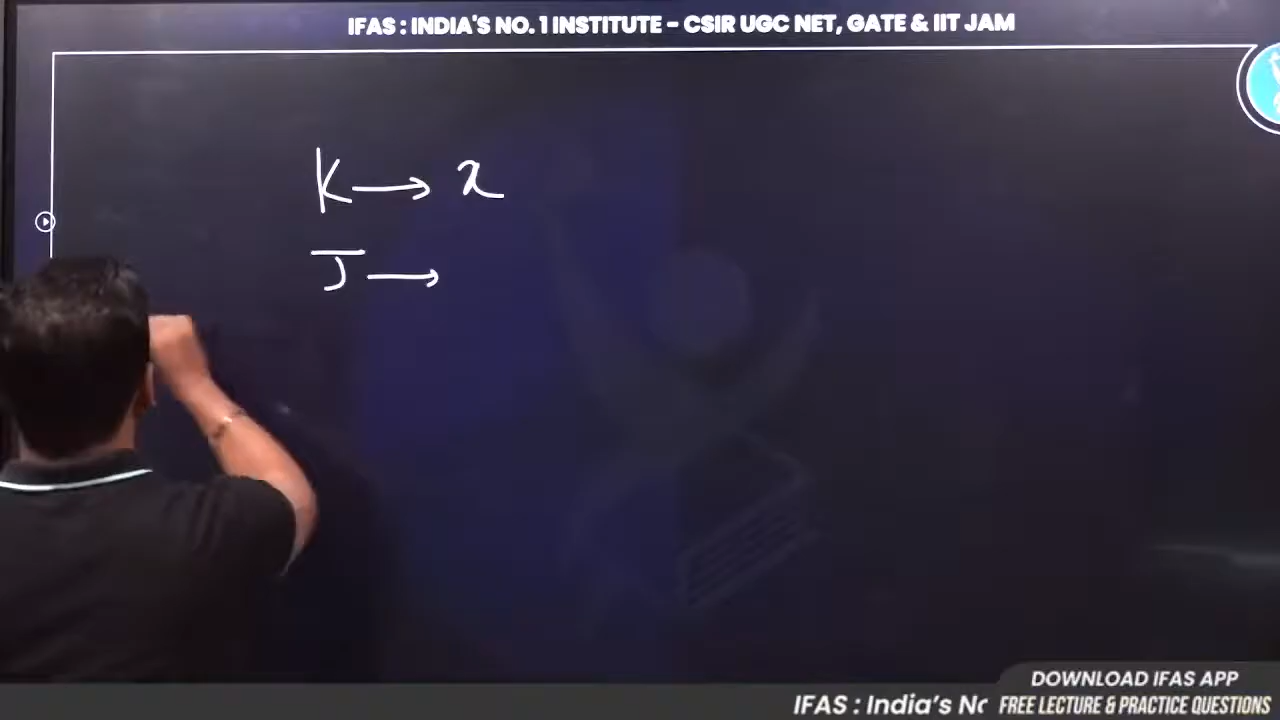 IFAS : INDIA'S NO. 1 INSTITUTE - CSIR UGC NET, GATE & IIT JAM
K → x
J →
DOWNLOAD IFAS APP
IFAS : India's No
FREE LECTURE & PRACTICE QUESTIONS